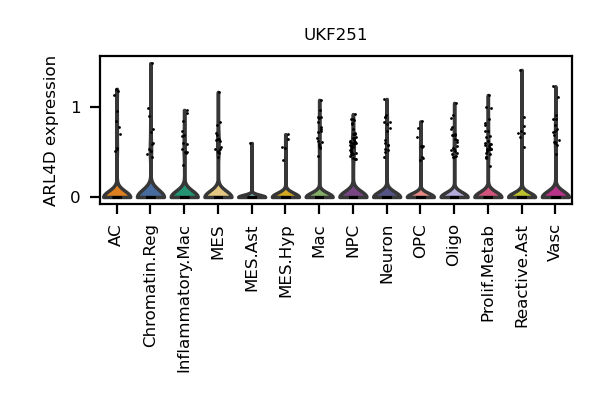 UKF251
ARL4D expression
1
0
AC
Chromatin.Reg
Inflammatory.Mac
MES
MES.Ast
MES.Hyp
Mac
NPC
Neuron
OPC
Oligo
Prolif.Metab
Reactive.Ast
Vasc